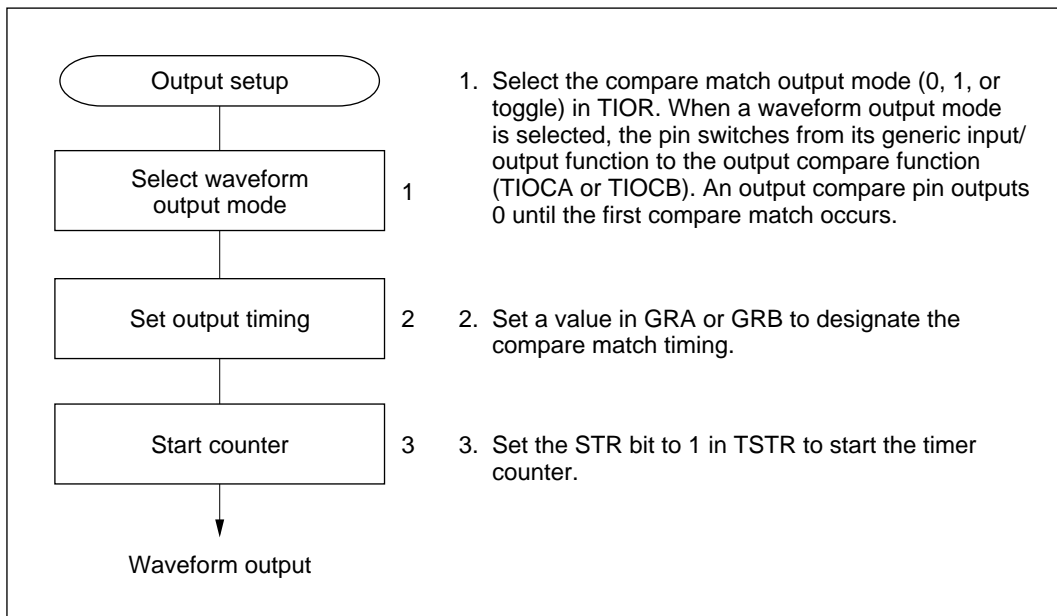 Output setup
Select waveform
output mode
1
Set output timing
2
Start counter
3
Waveform output
1. Select the compare match output mode (0, 1, or
toggle) in TIOR. When a waveform output mode
is selected, the pin switches from its generic input/
output function to the output compare function
(TIOCA or TIOCB). An output compare pin outputs
0 until the first compare match occurs.
2. Set a value in GRA or GRB to designate the
compare match timing.
3. Set the STR bit to 1 in TSTR to start the timer
counter.